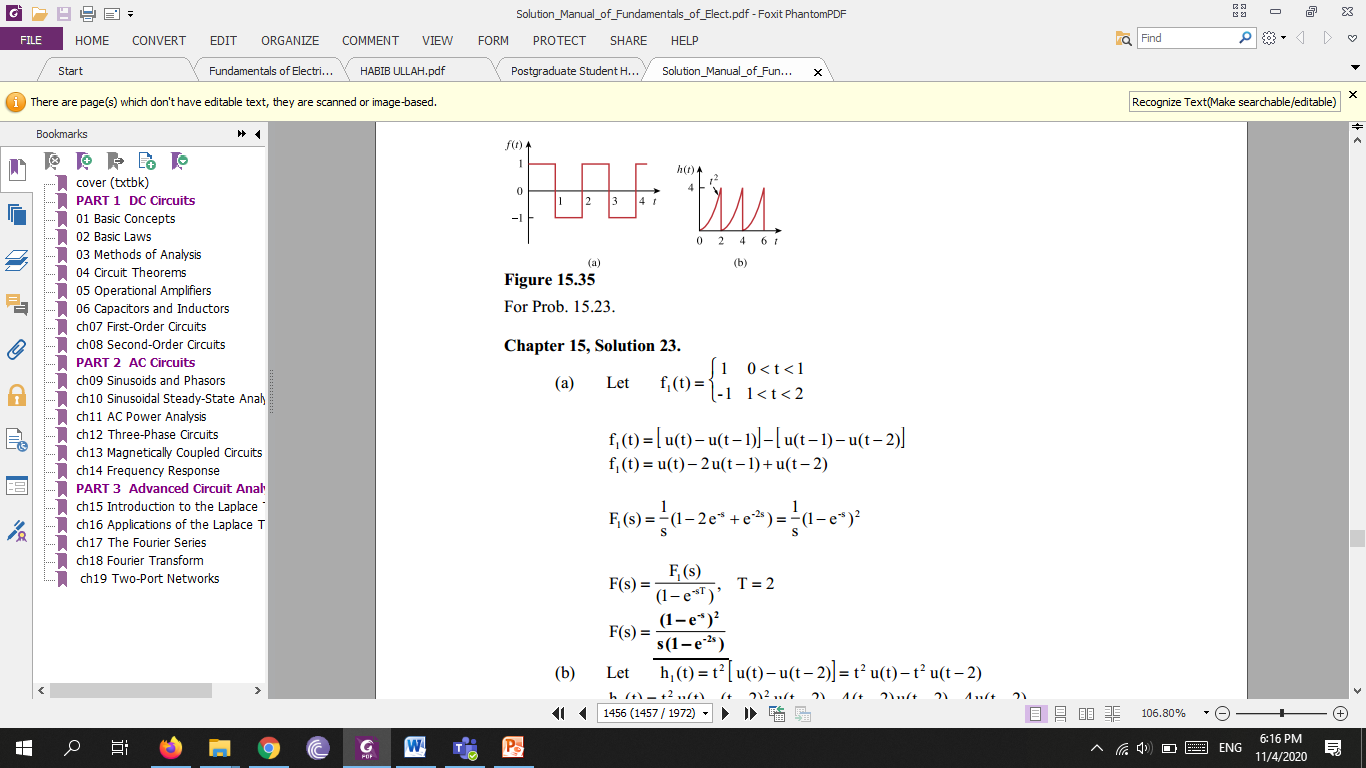 Solution_Manual_of_Fundamentals_of_Elect.pdf - Foxit PhantomPDF
FILE HOME CONVERT EDIT ORGANIZE COMMENT VIEW FORM PROTECT SHARE HELP Find
Start Fundamentals of Electri... HABIB ULLAH.pdf Postgraduate Student H... Solution_Manual_of_Fun...
There are page(s) which don't have editable text, they are scanned or image-based. Recognize Text(Make searchable/editable)
Bookmarks
cover (txtbk)
PART 1 DC Circuits
01 Basic Concepts
02 Basic Laws
03 Methods of Analysis
04 Circuit Theorems
05 Operational Amplifiers
06 Capacitors and Inductors
ch07 First-Order Circuits
ch08 Second-Order Circuits
PART 2 AC Circuits
ch09 Sinusoids and Phasors
ch10 Sinusoidal Steady-State Analy
ch11 AC Power Analysis
ch12 Three-Phase Circuits
ch13 Magnetically Coupled Circuits
ch14 Frequency Response
PART 3 Advanced Circuit Analy
ch15 Introduction to the Laplace T
ch16 Applications of the Laplace T
ch17 The Fourier Series
ch18 Fourier Transform
ch19 Two-Port Networks
f(t)
1
0
−1
1 2 3 4 t
(a)
h(t)
4
t²
0 2 4 6 t
(b)
Figure 15.35
For Prob. 15.23.
Chapter 15, Solution 23.
(a) Let f₁(t) = { 1 0 < t < 1
-1 1 < t < 2
f₁(t) = [u(t) − u(t−1)] − [u(t−1) − u(t−2)]
f₁(t) = u(t) − 2u(t−1) + u(t−2)
F₁(s) = 1/s (1 − 2e⁻ˢ + e⁻²ˢ) = 1/s (1 − e⁻ˢ)²
F(s) = F₁(s)/(1 − e⁻ˢᵀ), T = 2
F(s) = (1 − e⁻ˢ)²/s(1 − e⁻²ˢ)
(b) Let h₁(t) = t² [u(t) − u(t−2)] = t² u(t) − t² u(t−2)
1456 (1457 / 1972) 106.80%
PDF W P ENG 6:16 PM
11/4/2020